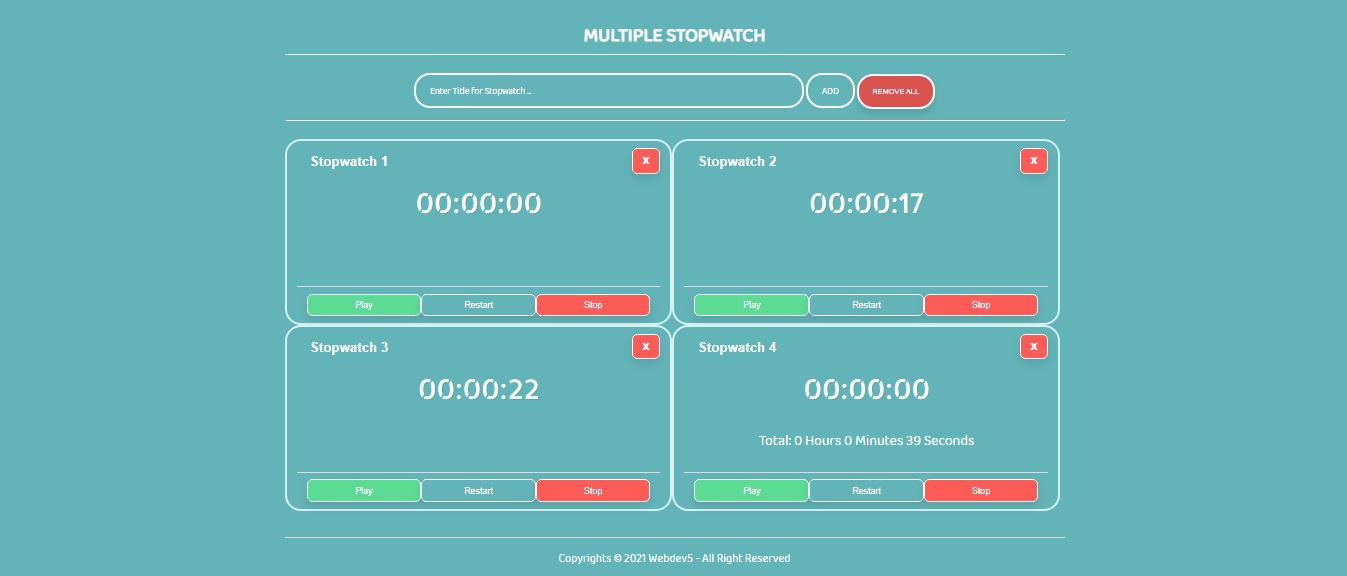 MULTIPLE STOPWATCH
Enter Title for Stopwatch ...
ADD
REMOVE ALL
Stopwatch 1
X
00:00:00
Play
Restart
Stop
Stopwatch 2
X
00:00:17
Play
Restart
Stop
Stopwatch 3
X
00:00:22
Play
Restart
Stop
Stopwatch 4
X
00:00:00
Total: 0 Hours 0 Minutes 39 Seconds
Play
Restart
Stop
Copyrights © 2021 Webdev5 - All Right Reserved